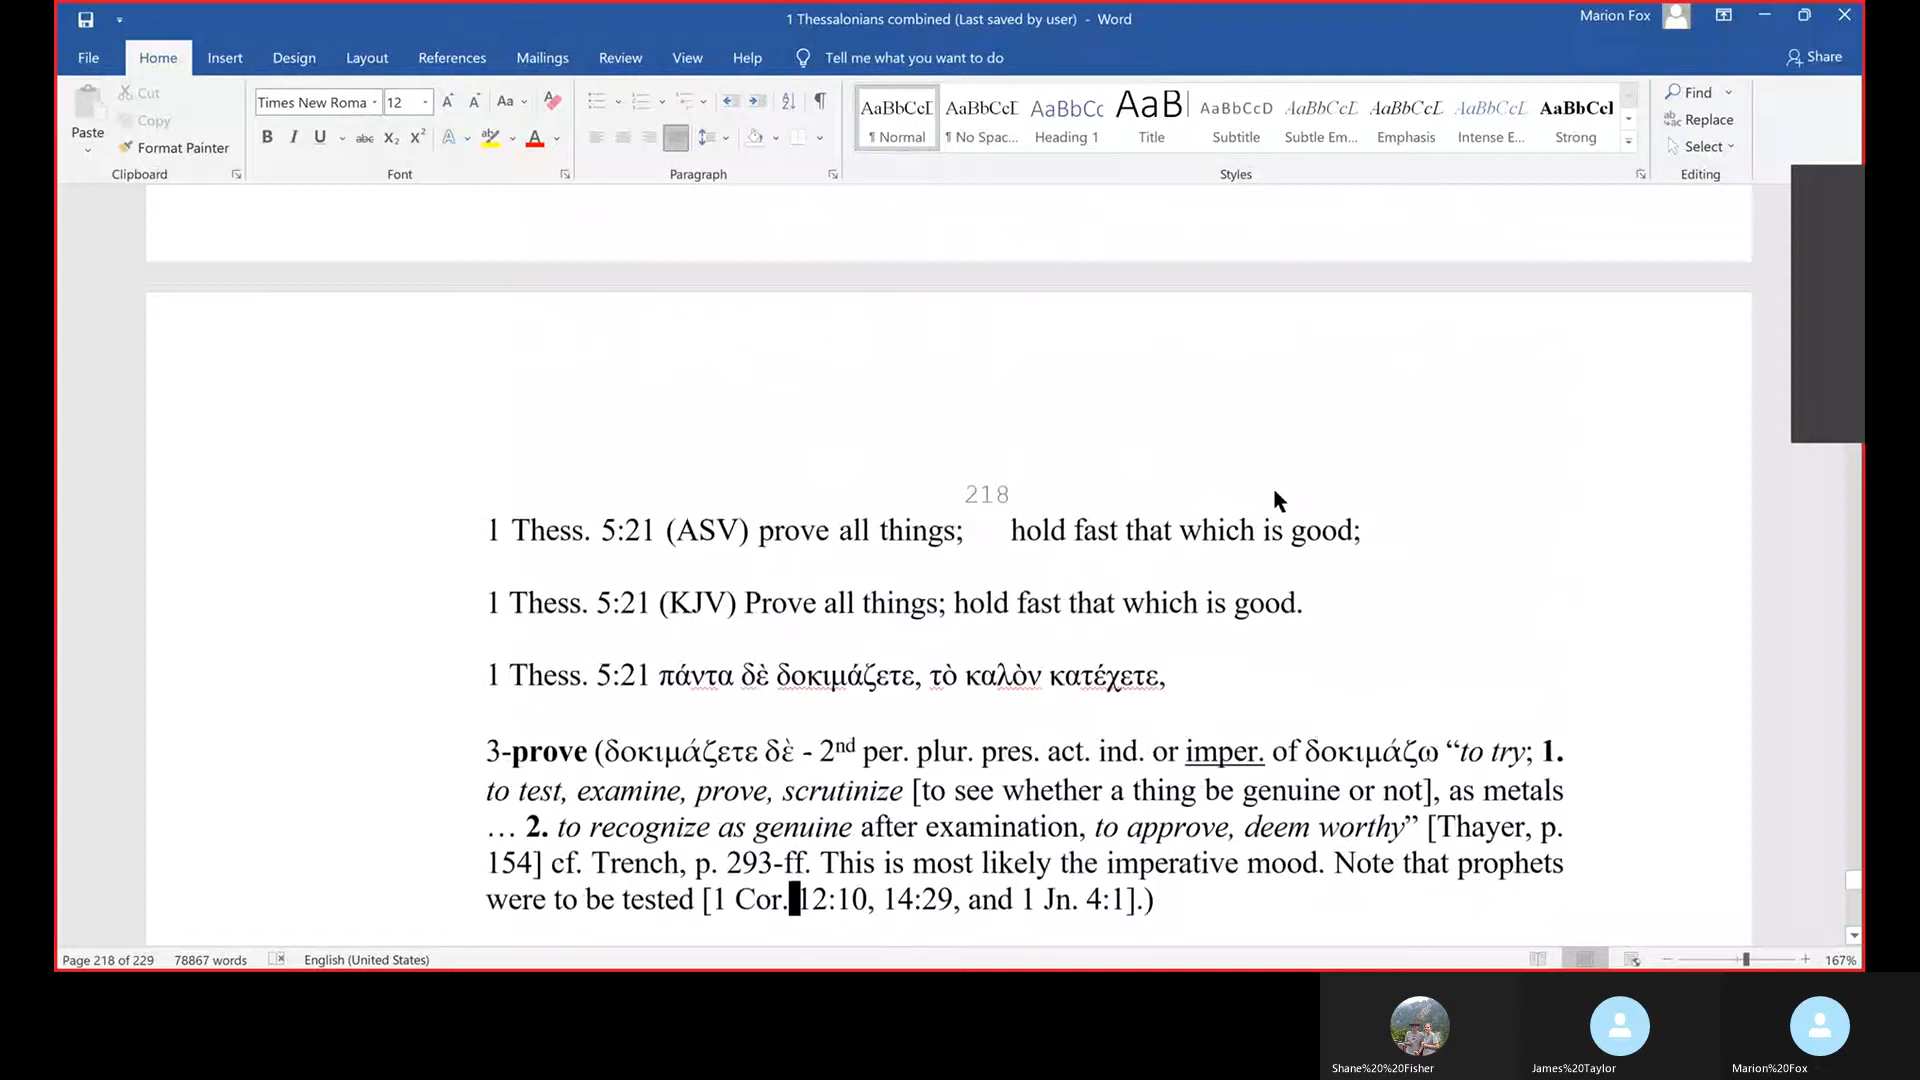 1 Thessalonians combined (Last saved by user) - Word
Marion Fox
File Home Insert Design Layout References Mailings Review View Help Tell me what you want to do
Share
Paste
Cut
Copy
Format Painter
Clipboard
Times New Roma 12
Font
Paragraph
AaBbCcD AaBbCcD AaBbCc AaB AaBbCcD AaBbCcD AaBbCcD AaBbCcD AaBbCcD
¶ Normal ¶ No Spac... Heading 1 Title Subtitle Subtle Em... Emphasis Intense E... Strong
Styles
Find
Replace
Select
Editing
218
1 Thess. 5:21 (ASV) prove all things; hold fast that which is good;
1 Thess. 5:21 (KJV) Prove all things; hold fast that which is good.
1 Thess. 5:21 πάντα δὲ δοκιμάζετε, τὸ καλὸν κατέχετε,
3-prove (δοκιμάζετε δὲ - 2nd per. plur. pres. act. ind. or imper. of δοκιμάζω “to try; 1.
to test, examine, prove, scrutinize [to see whether a thing be genuine or not], as metals
… 2. to recognize as genuine after examination, to approve, deem worthy” [Thayer, p.
154] cf. Trench, p. 293-ff. This is most likely the imperative mood. Note that prophets
were to be tested [1 Cor. 12:10, 14:29, and 1 Jn. 4:1].)
Page 218 of 229 78867 words English (United States)
167%
Shane%20%20Fisher James%20Taylor Marion%20Fox